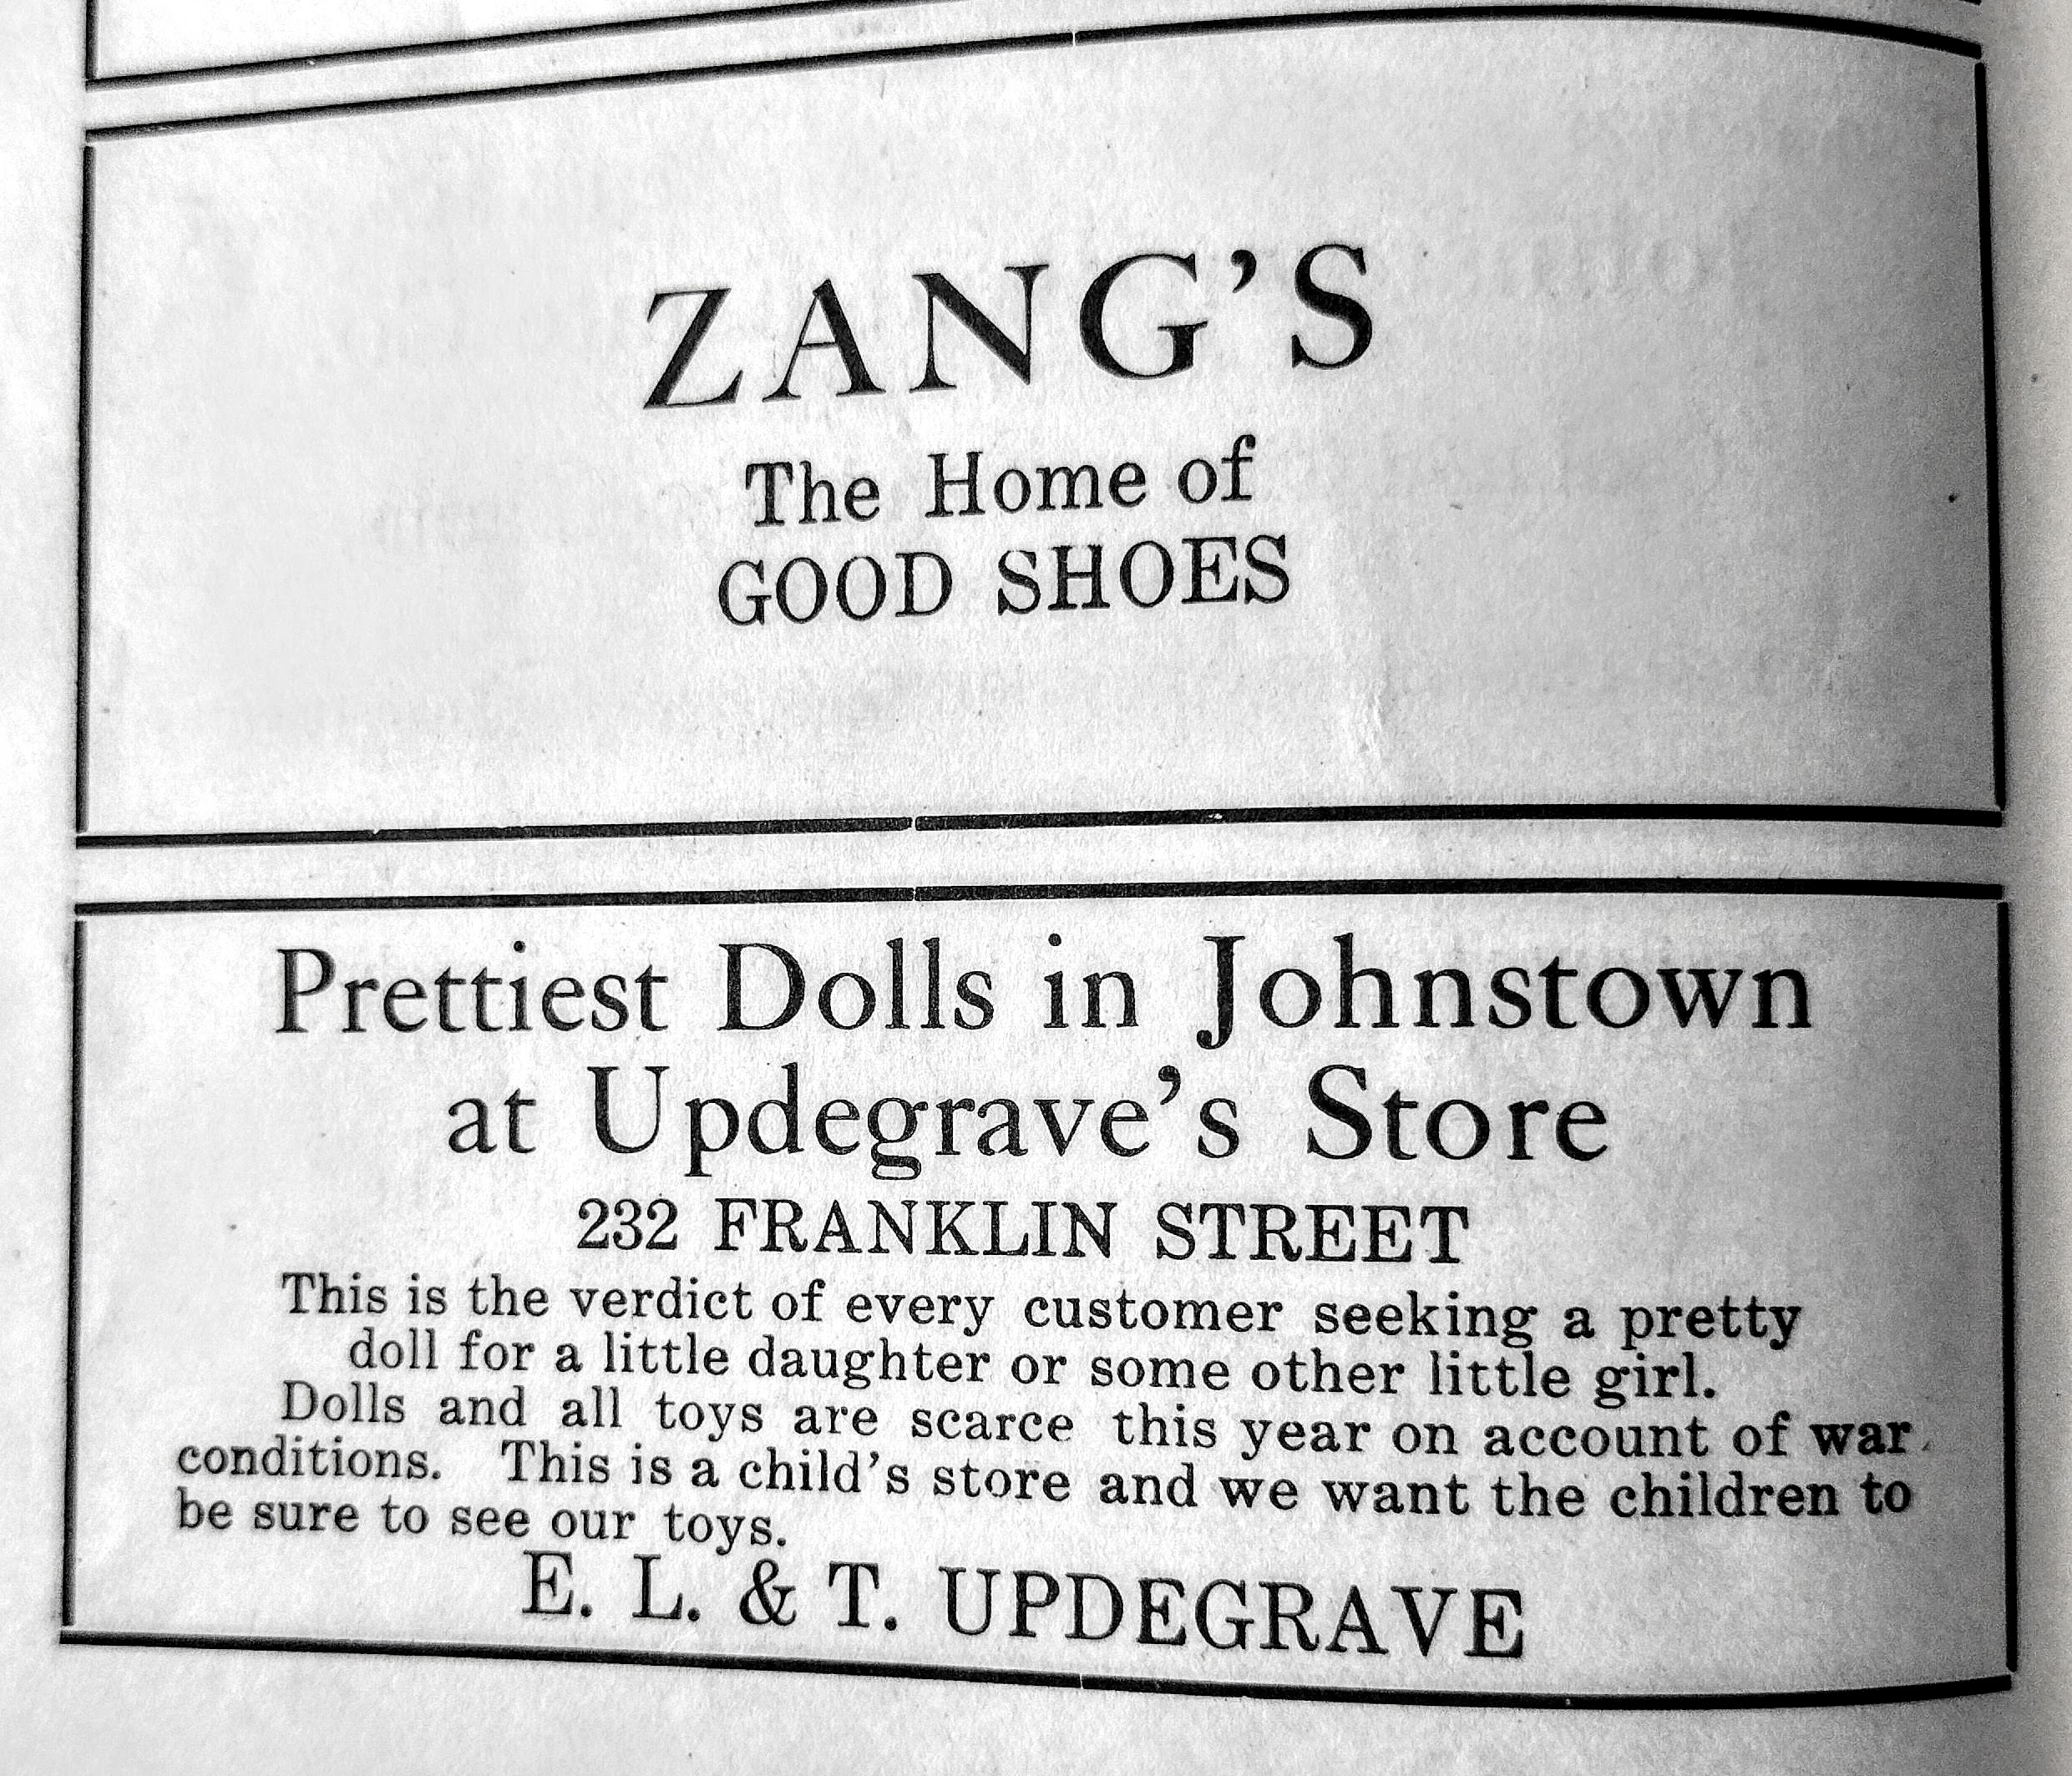 ZANG'S
The Home of
GOOD SHOES
Prettiest Dolls in Johnstown
at Updegrave's Store
232 FRANKLIN STREET
This is the verdict of every customer seeking a pretty
doll for a little daughter or some other little girl.
Dolls and all toys are scarce this year on account of war
conditions. This is a child's store and we want the children to
be sure to see our toys.
E. L. & T. UPDEGRAVE